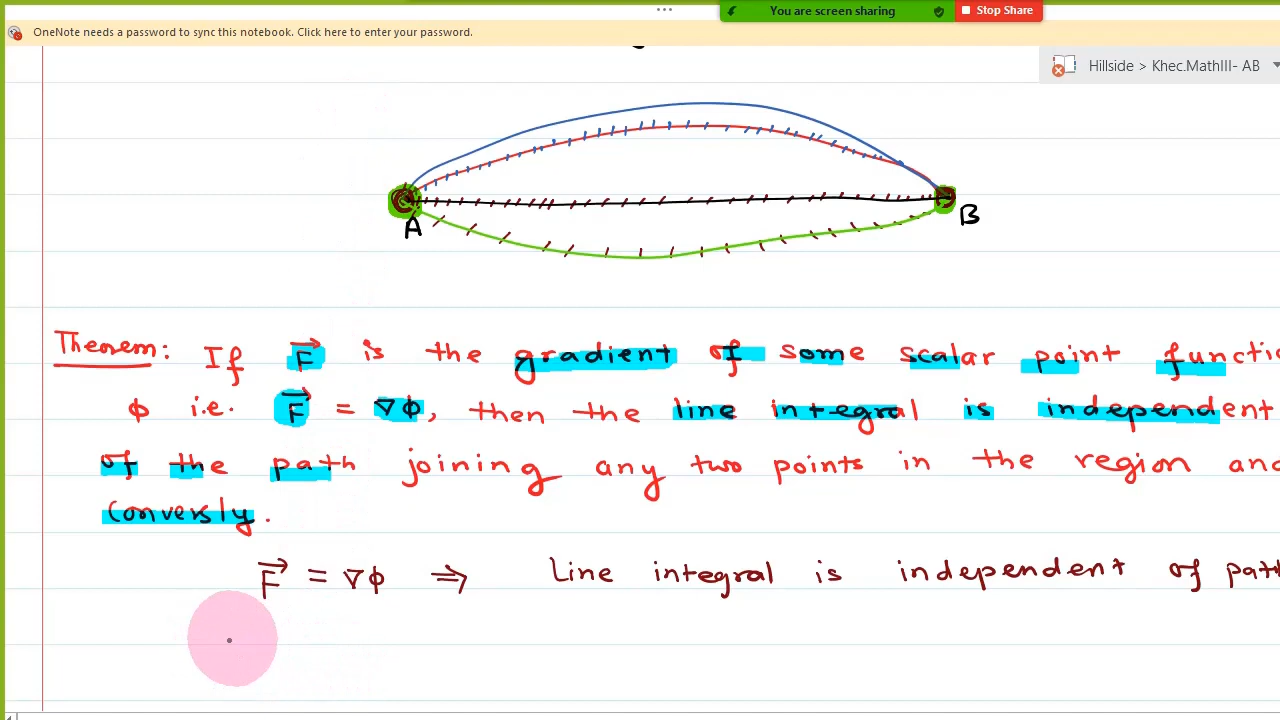 You are screen sharing
Stop Share
OneNote needs a password to sync this notebook. Click here to enter your password.
Hillside > Khec.MathIII- AB
A
B
Theorem: If F⃗ is the gradient of some scalar point functi
ϕ i.e. F⃗ = ∇ϕ, then the line integral is independent
of the path joining any two points in the region and
Conversly.
F⃗ = ∇ϕ ⇒ Line integral is independent of path